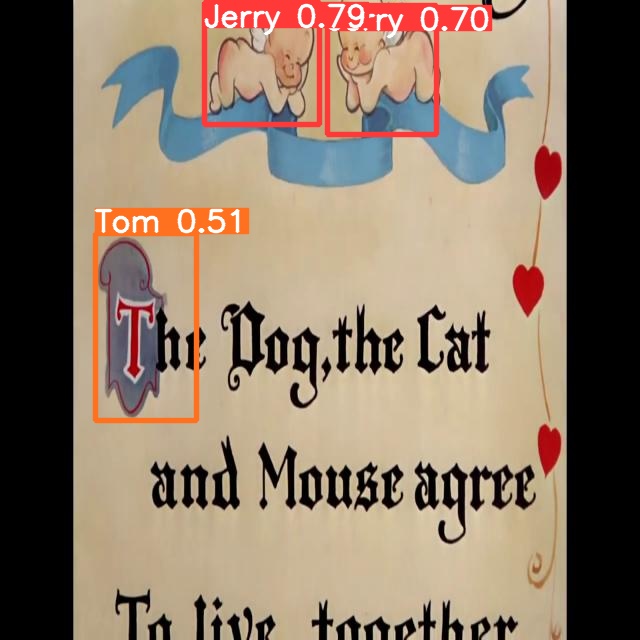 Jerry 0.79
ry 0.70
Tom 0.51
The Dog, the Cat
and Mouse agree
To live together